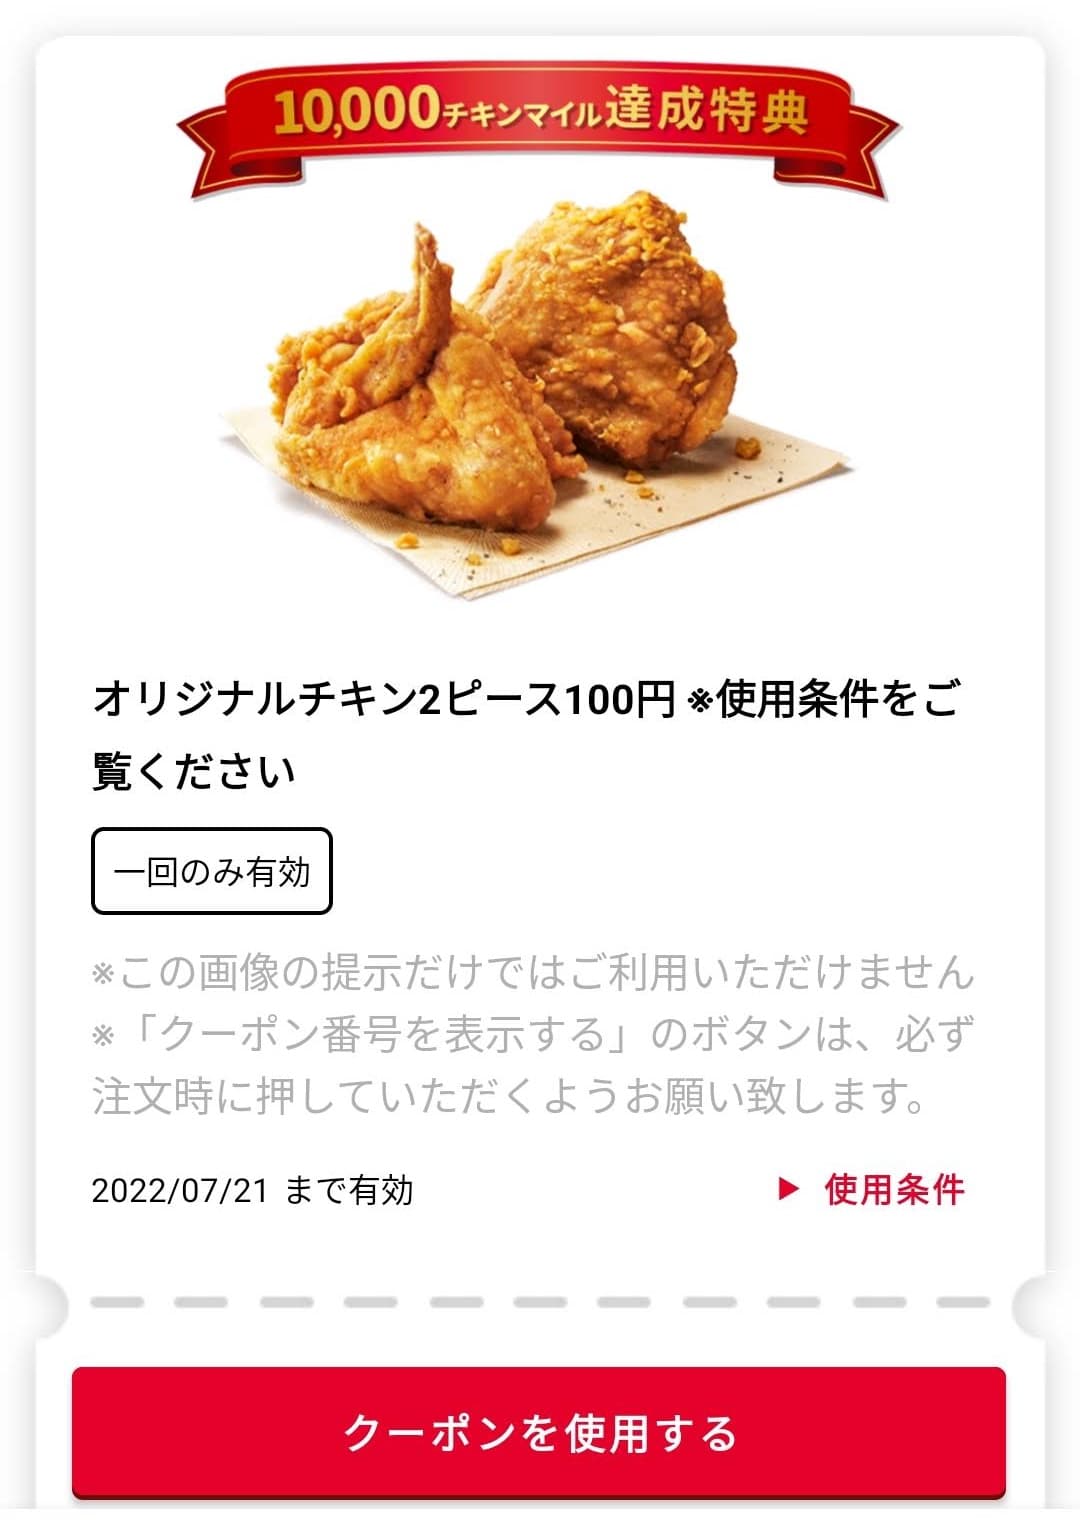 10,000チキンマイル達成特典
オリジナルチキン2ピース100円 ※使用条件をご
覧ください
一回のみ有効
※この画像の提示だけではご利用いただけません
※「クーポン番号を表示する」のボタンは、必ず
注文時に押していただくようお願い致します。
2022/07/21 まで有効
▶ 使用条件
クーポンを使用する